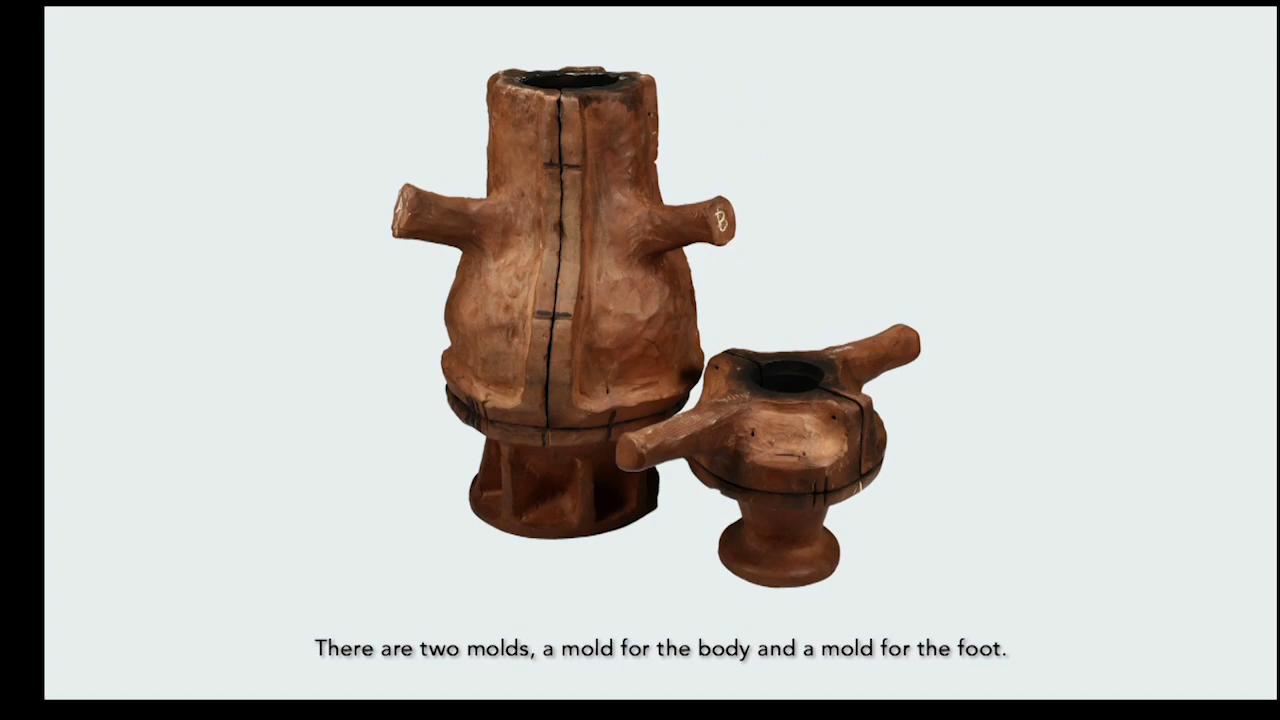 A
B
There are two molds, a mold for the body and a mold for the foot.